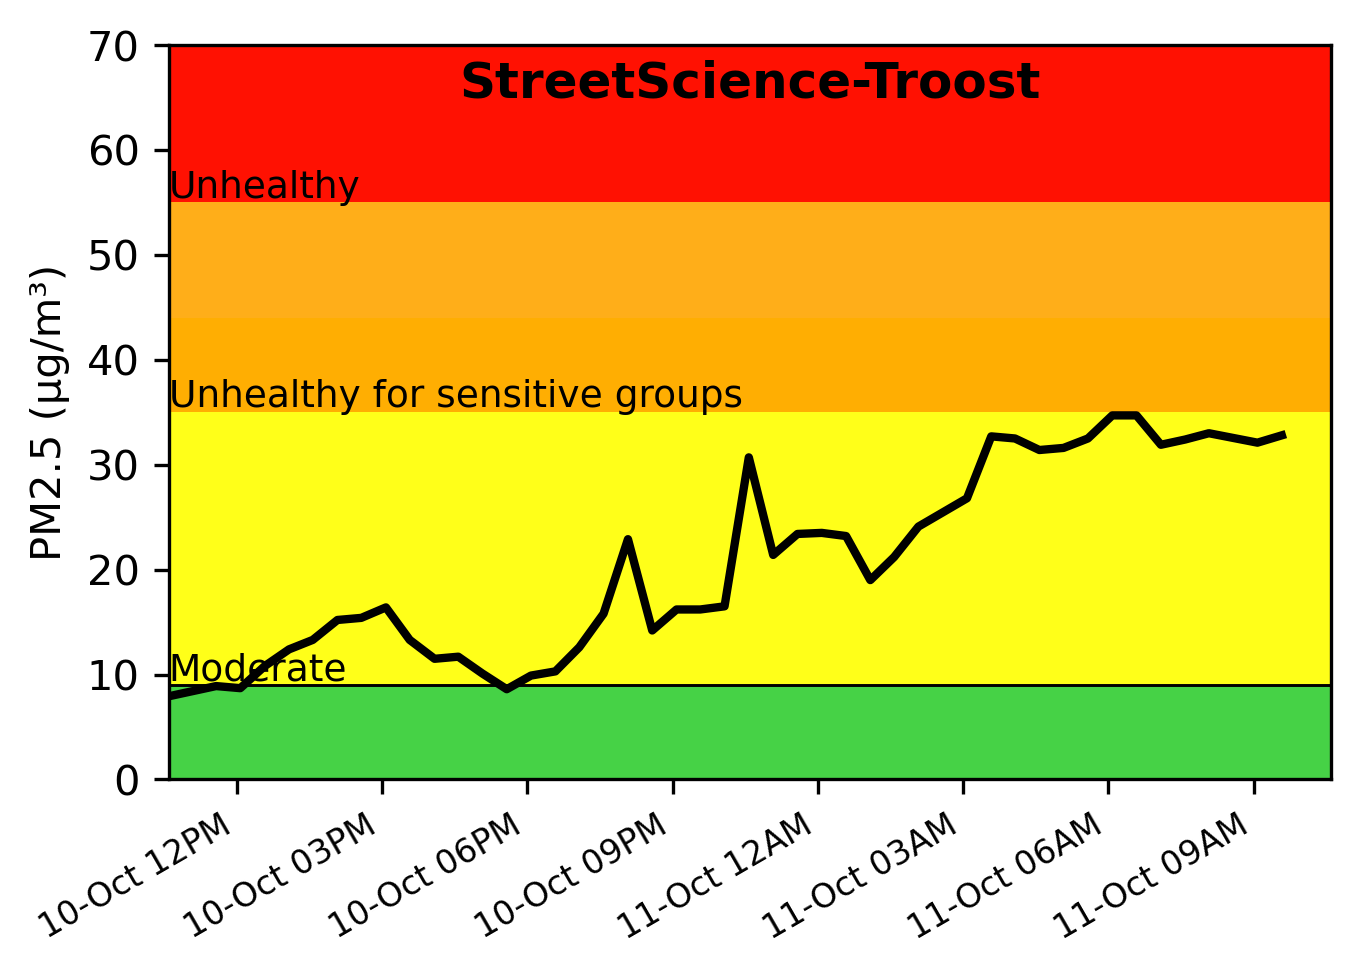 StreetScience-Troost
70
60
50
40
30
20
10
0
PM2.5 (µg/m³)
Unhealthy
Unhealthy for sensitive groups
Moderate
10-Oct 12PM
10-Oct 03PM
10-Oct 06PM
10-Oct 09PM
11-Oct 12AM
11-Oct 03AM
11-Oct 06AM
11-Oct 09AM